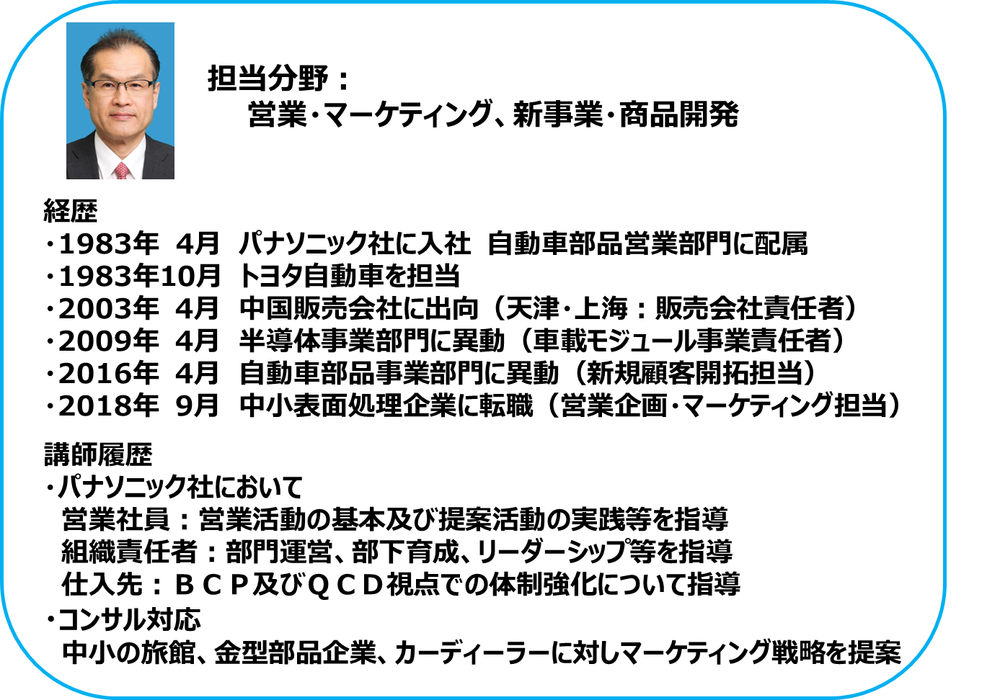 担当分野：
営業･マーケティング、新事業･商品開発
経歴
･1983年 4月 パナソニック社に入社 自動車部品営業部門に配属
･1983年10月 トヨタ自動車を担当
･2003年 4月 中国販売会社に出向（天津･上海：販売会社責任者）
･2009年 4月 半導体事業部門に異動（車載モジュール事業責任者）
･2016年 4月 自動車部品事業部門に異動（新規顧客開拓担当）
･2018年 9月 中小表面処理企業に転職（営業企画･マーケティング担当）
講師履歴
･パナソニック社において
営業社員：営業活動の基本及び提案活動の実践等を指導
組織責任者：部門運営、部下育成、リーダーシップ等を指導
仕入先：ＢＣＰ及びＱＣＤ視点での体制強化について指導
･コンサル対応
中小の旅館、金型部品企業、カーディーラーに対しマーケティング戦略を提案